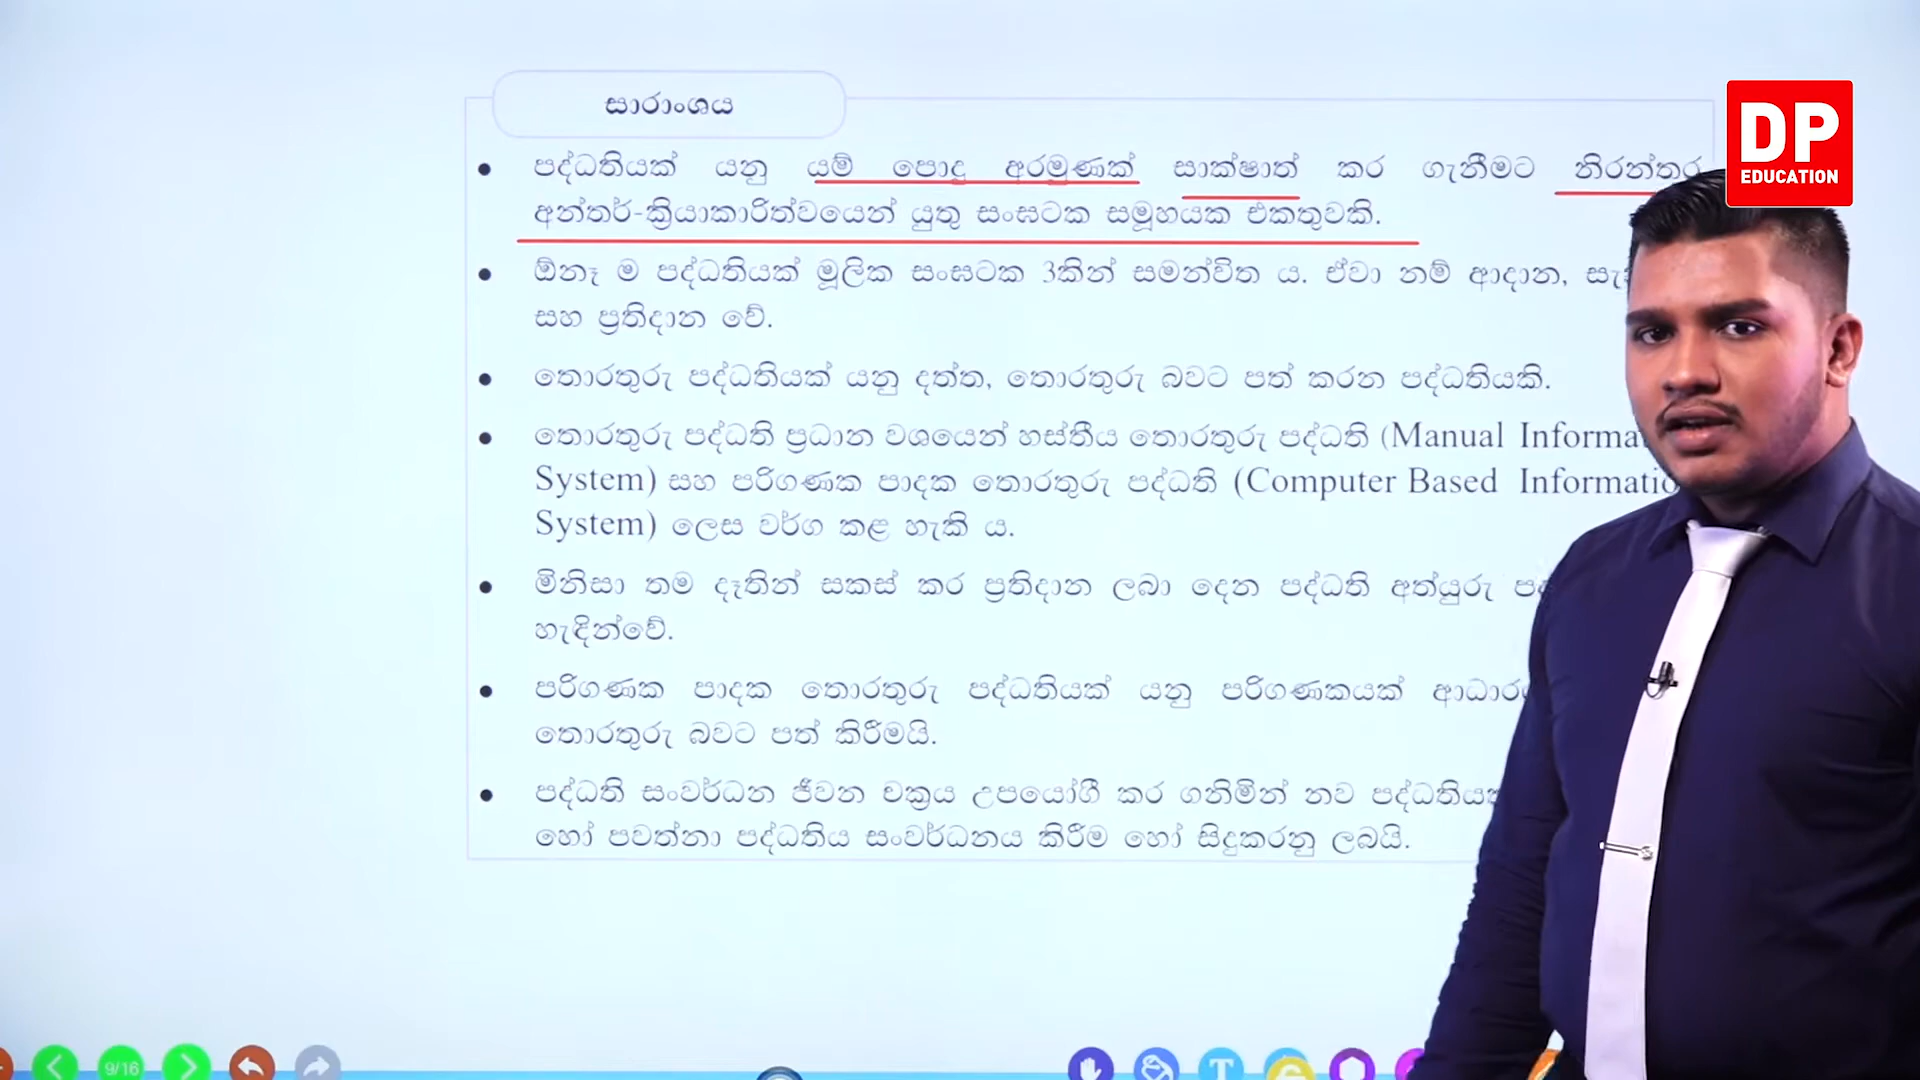 DP
EDUCATION
සාරාංශය
● පද්ධතියක් යනු යම් පොදු අරමුණක් සාක්ෂාත් කර ගැනීමට නිරන්තර
අන්තර්-ක්‍රියාකාරිත්වයෙන් යුතු සංඝටක සමූහයක එකතුවකි.
● ඕනෑ ම පද්ධතියක් මූලික සංඝටක 3කින් සමන්විත ය. ඒවා නම් ආදාන,
සහ ප්‍රතිදාන වේ.
● තොරතුරු පද්ධතියක් යනු දත්ත, තොරතුරු බවට පත් කරන පද්ධතියකි.
● තොරතුරු පද්ධති ප්‍රධාන වශයෙන් හස්තීය තොරතුරු පද්ධති (Manual
System) සහ පරිගණක පාදක තොරතුරු පද්ධති (Computer Based
System) ලෙස වර්ග කළ හැකි ය.
● මිනිසා තම දෑතින් සකස් කර ප්‍රතිදාන ලබා දෙන පද්ධති අත්යුරු
හැඳින්වේ.
● පරිගණක පාදක තොරතුරු පද්ධතියක් යනු පරිගණකයක්
තොරතුරු බවට පත් කිරීමයි.
● පද්ධති සංවර්ධන ජීවන චක්‍රය උපයෝගී කර ගනිමින් නව
හෝ පවත්නා පද්ධතිය සංවර්ධනය කිරීම හෝ සිදුකරනු ලබයි.
9/16
T